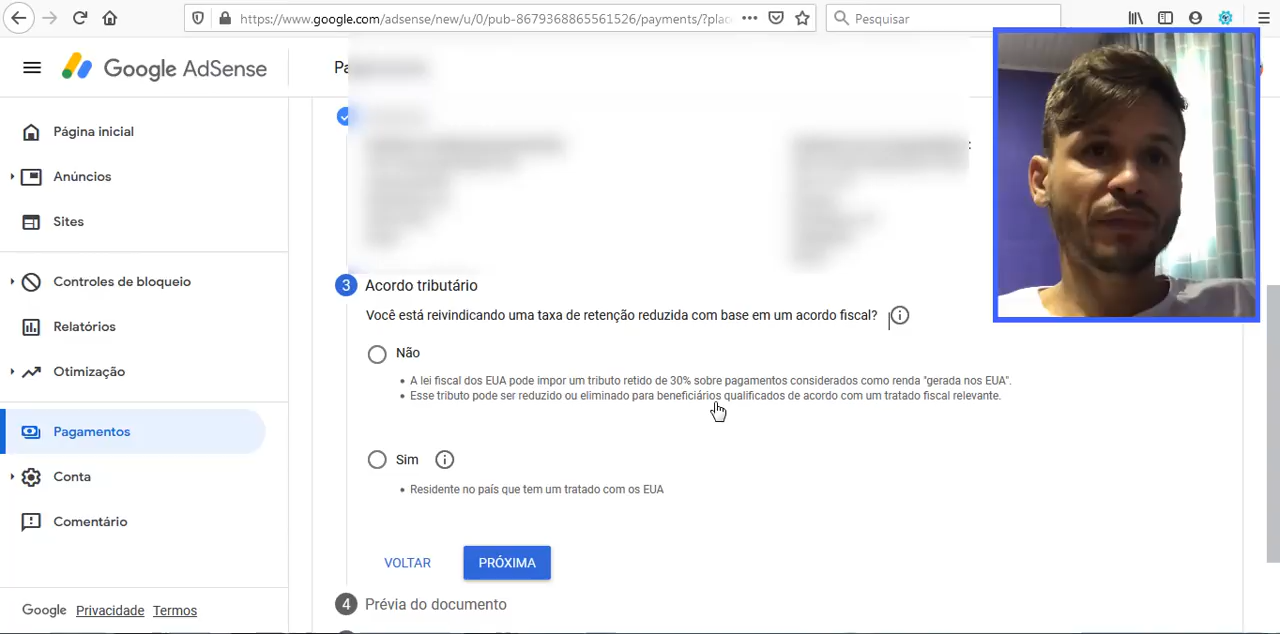 https://www.google.com/adsense/new/u/0/pub-8679368865561526/payments/?plac
Pesquisar
Google AdSense
Página inicial
Anúncios
Sites
Controles de bloqueio
Relatórios
Otimização
Pagamentos
Conta
Comentário
Google Privacidade Termos
3 Acordo tributário
Você está reivindicando uma taxa de retenção reduzida com base em um acordo fiscal?
Não
• A lei fiscal dos EUA pode impor um tributo retido de 30% sobre pagamentos considerados como renda "gerada nos EUA".
• Esse tributo pode ser reduzido ou eliminado para beneficiários qualificados de acordo com um tratado fiscal relevante.
Sim
• Residente no país que tem um tratado com os EUA
VOLTAR PRÓXIMA
4 Prévia do documento